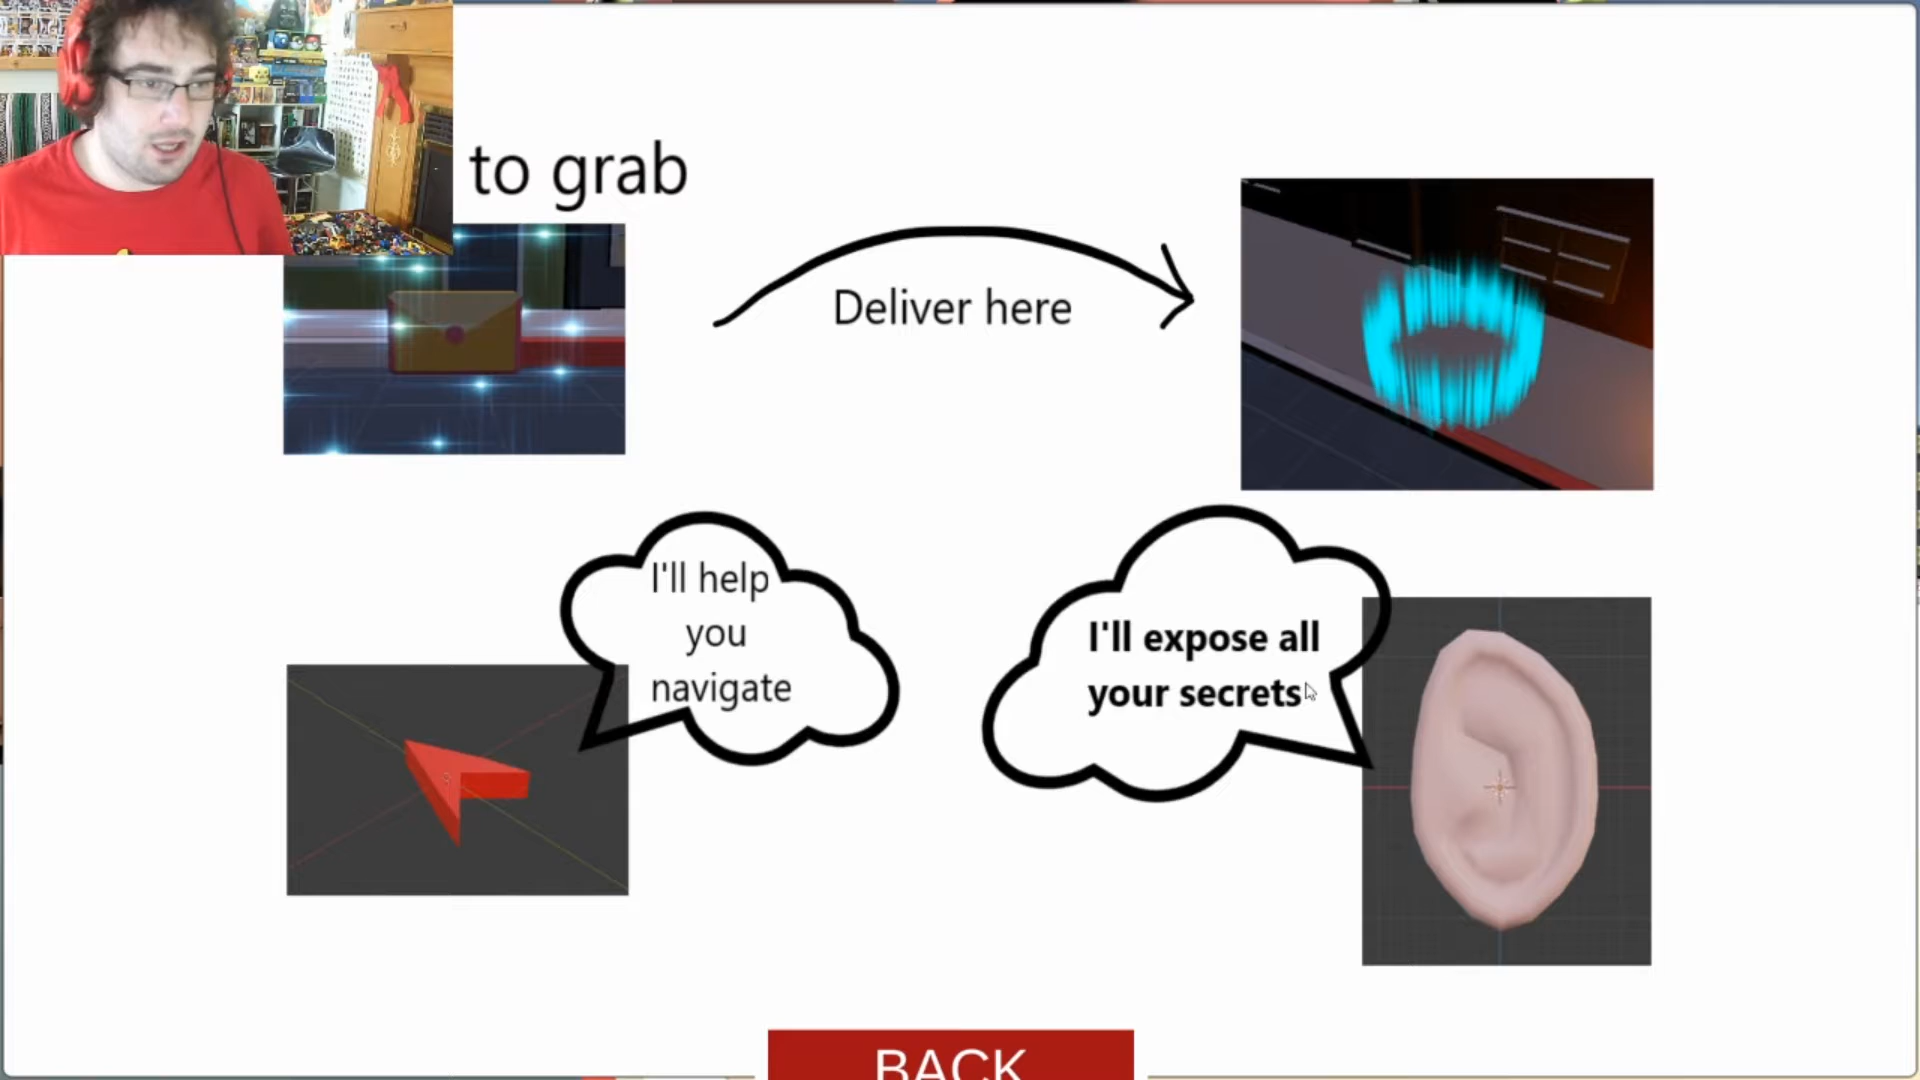 to grab
Deliver here
I'll help
you
navigate
I'll expose all
your secrets
BACK